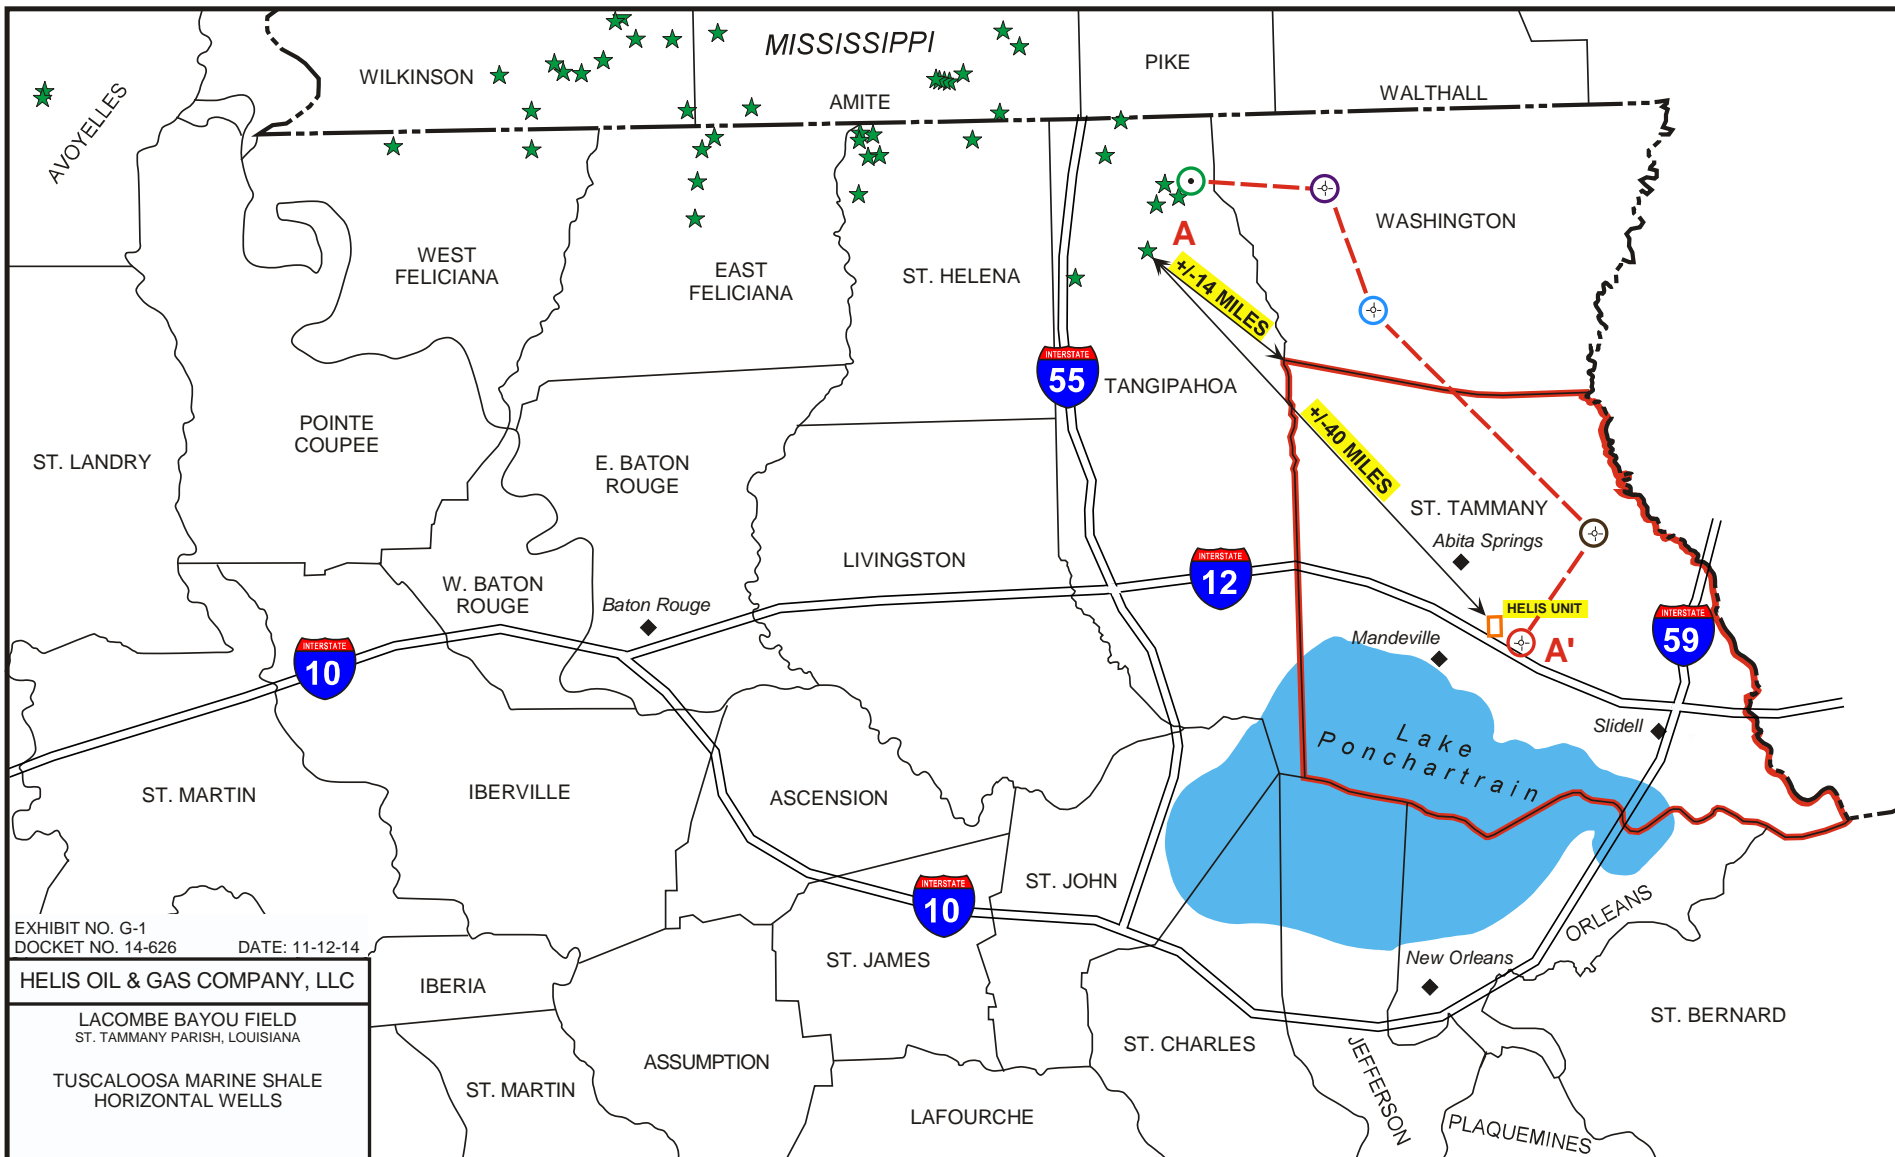 MISSISSIPPI
PIKE
WILKINSON
AMITE
WALTHALL
AVOYELLES
WASHINGTON
A
WEST
FELICIANA
EAST
FELICIANA
ST. HELENA
+/-14 MILES
INTERSTATE
55
TANGIPAHOA
POINTE
COUPEE
+/-40 MILES
ST. LANDRY
E. BATON
ROUGE
ST. TAMMANY
Abita Springs
LIVINGSTON
INTERSTATE
12
W. BATON
ROUGE
Baton Rouge
HELIS UNIT
INTERSTATE
59
Mandeville
A'
INTERSTATE
10
Slidell
Lake
Ponchartrain
ST. MARTIN
IBERVILLE
ASCENSION
ST. JOHN
INTERSTATE
10
ORLEANS
EXHIBIT NO. G-1
DOCKET NO. 14-626 DATE: 11-12-14
HELIS OIL & GAS COMPANY, LLC
LACOMBE BAYOU FIELD
ST. TAMMANY PARISH, LOUISIANA
TUSCALOOSA MARINE SHALE
HORIZONTAL WELLS
IBERIA
ST. JAMES
New Orleans
ST. BERNARD
ST. CHARLES
ASSUMPTION
ST. MARTIN
JEFFERSON
LAFOURCHE
PLAQUEMINES